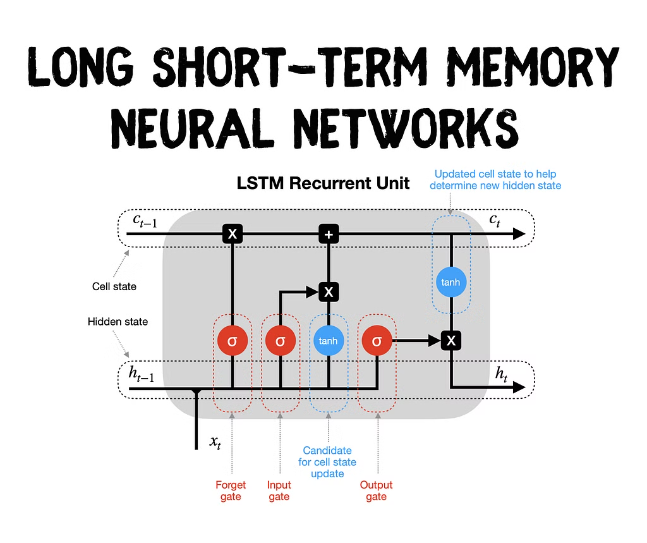 LONG SHORT-TERM MEMORY
NEURAL NETWORKS
LSTM Recurrent Unit
Updated cell state to help
determine new hidden state
c_{t-1}
X
+
c_t
Cell state
tanh
X
Hidden state
σ
σ
tanh
σ
X
h_{t-1}
h_t
x_t
Candidate
for cell state
update
Forget
gate
Input
gate
Output
gate